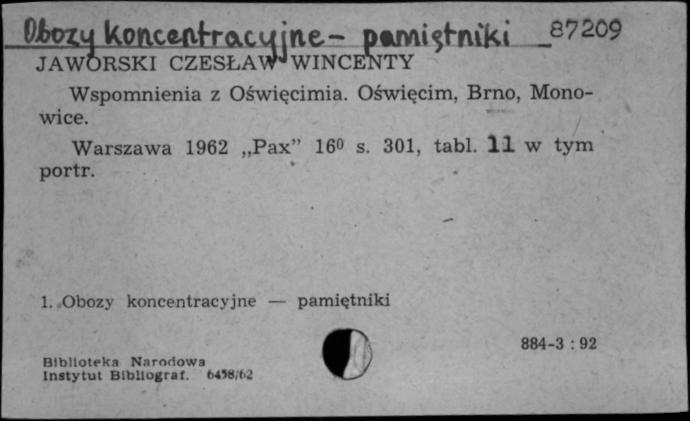 Obozy koncentracyjne - pamiętniki 87209
JAWORSKI CZESŁAW WINCENTY
Wspomnienia z Oświęcimia. Oświęcim, Brno, Mono-
wice.
Warszawa 1962 „Pax” 16⁰ s. 301, tabl. 11 w tym
portr.
1. Obozy koncentracyjne — pamiętniki
884-3 : 92
Biblioteka Narodowa
Instytut Bibliograf. 6458/62